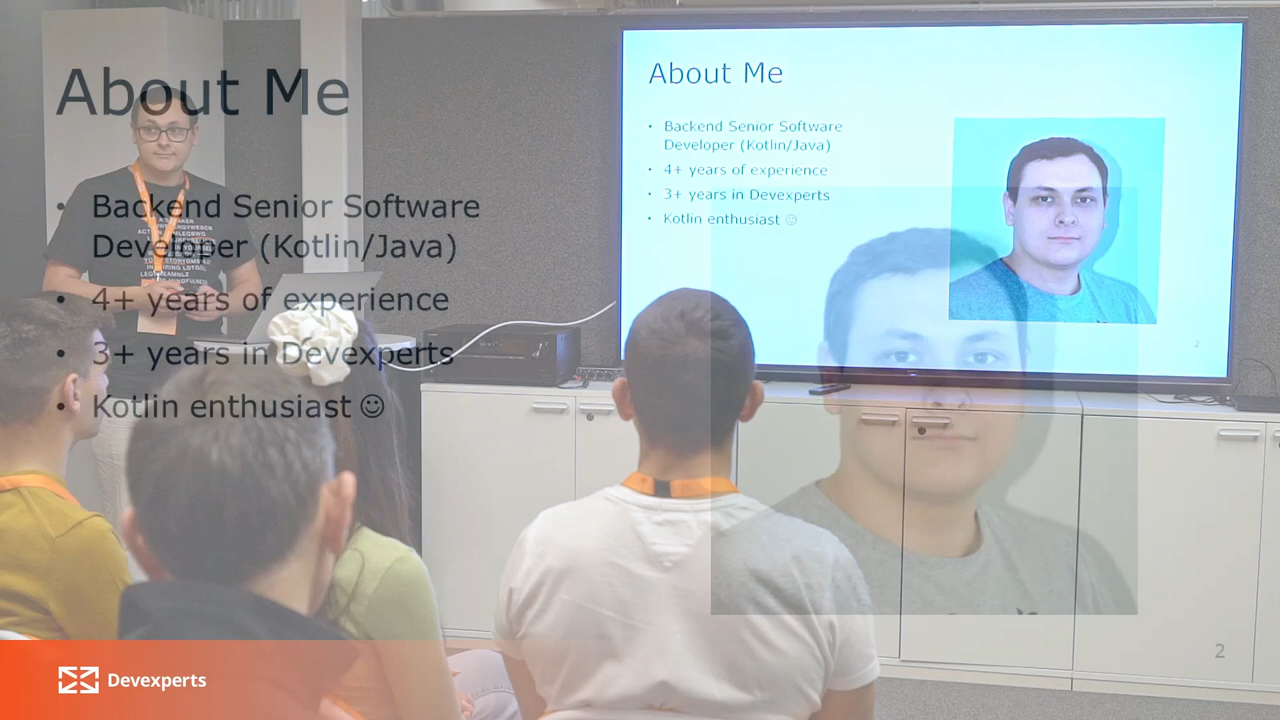 About Me
• Backend Senior Software
Developer (Kotlin/Java)
• 4+ years of experience
• 3+ years in Devexperts
• Kotlin enthusiast ☺
About Me
• Backend Senior Software
Developer (Kotlin/Java)
• 4+ years of experience
• 3+ years in Devexperts
• Kotlin enthusiast ☺
2
2
Devexperts